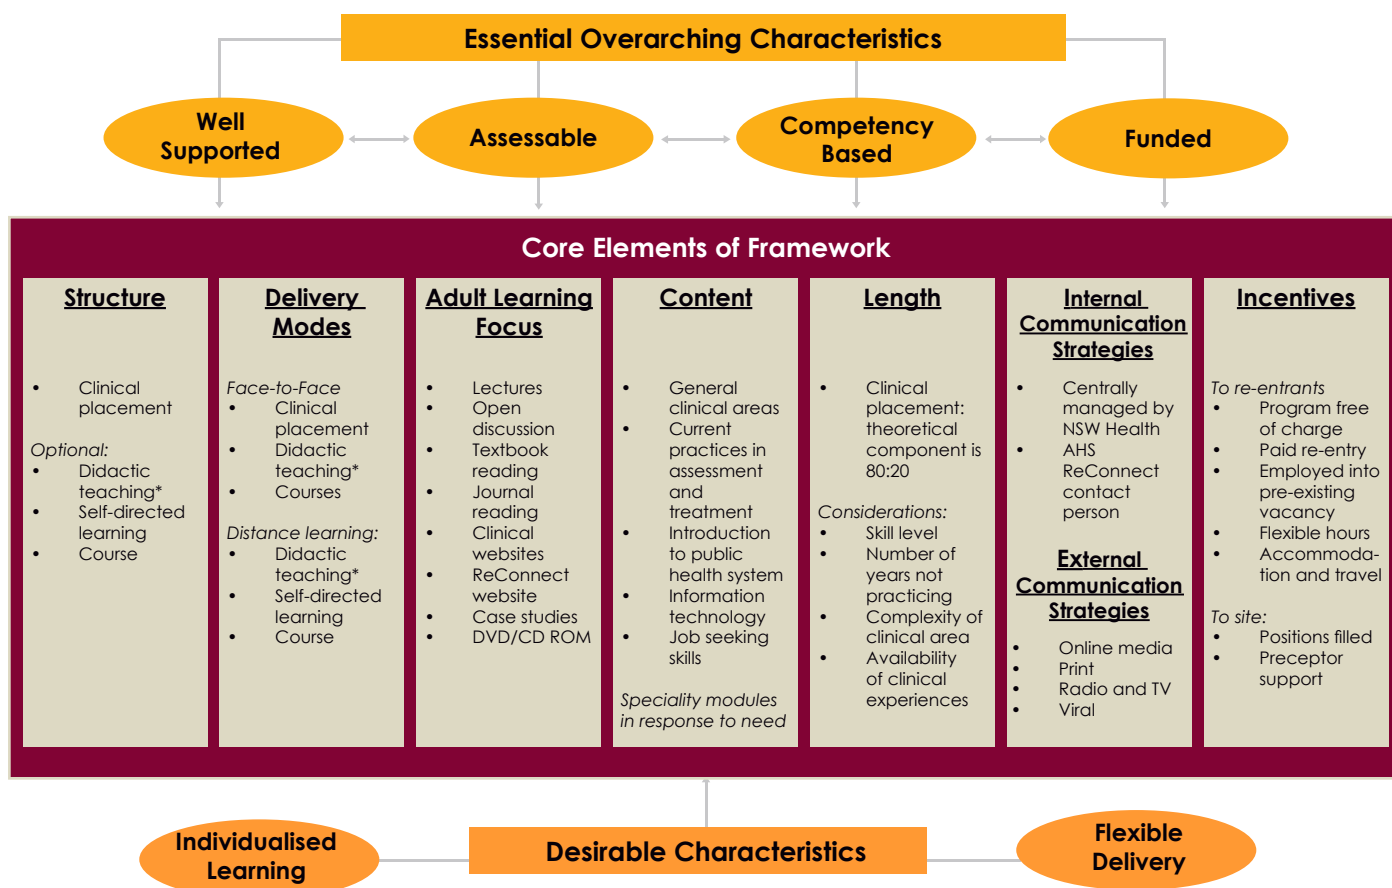 Essential Overarching Characteristics
Well
Supported
Assessable
Competency
Based
Funded
Core Elements of Framework
Structure
• Clinical
placement
Optional:
• Didactic
teaching*
• Self-directed
learning
• Course
Delivery
Modes
Face-to-Face
• Clinical
placement
• Didactic
teaching*
• Courses
Distance learning:
• Didactic
teaching*
• Self-directed
learning
• Course
Adult Learning
Focus
• Lectures
• Open
discussion
• Textbook
reading
• Journal
reading
• Clinical
websites
• ReConnect
website
• Case studies
• DVD/CD ROM
Content
• General
clinical areas
• Current
practices in
assessment
and
treatment
• Introduction
to public
health system
• Information
technology
• Job seeking
skills
Speciality modules
in response to need
Length
• Clinical
placement:
theoretical
component is
80:20
Considerations:
• Skill level
• Number of
years not
practicing
• Complexity of
clinical area
• Availability
of clinical
experiences
Internal
Communication
Strategies
• Centrally
managed by
NSW Health
• AHS
ReConnect
contact
person
External
Communication
Strategies
• Online media
• Print
• Radio and TV
• Viral
Incentives
To re-entrants
• Program free
of charge
• Paid re-entry
• Employed into
pre-existing
vacancy
• Flexible hours
• Accommoda-
tion and travel
To site:
• Positions filled
• Preceptor
support
Individualised
Learning
Desirable Characteristics
Flexible
Delivery